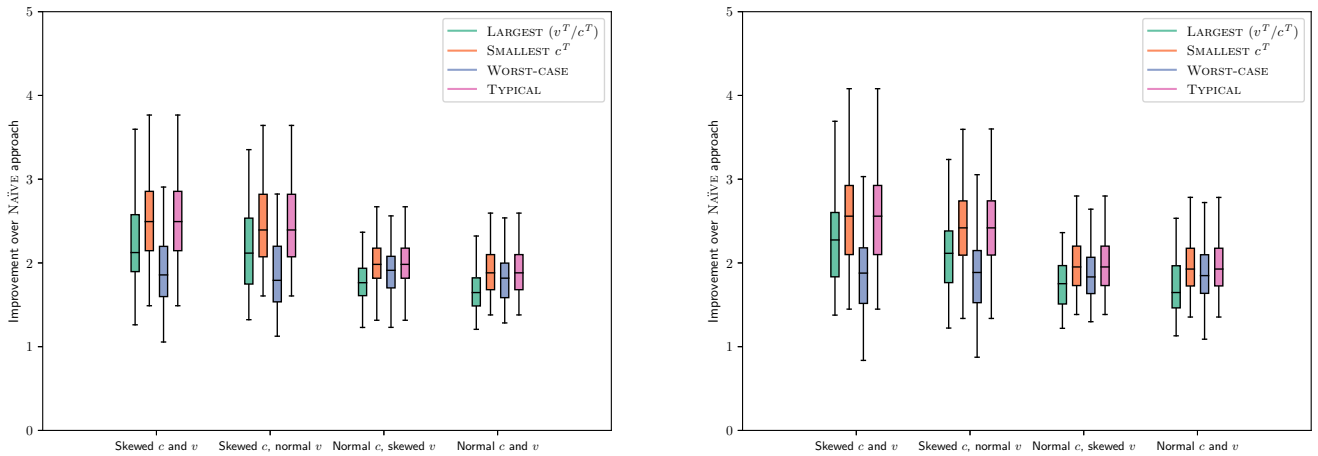 5
4
3
2
1
0
Improvement over NAÏVE approach
LARGEST (v^T/c^T)
SMALLEST c^T
WORST-CASE
TYPICAL
Skewed c and v
Skewed c, normal v
Normal c, skewed v
Normal c and v
5
4
3
2
1
0
Improvement over NAÏVE approach
LARGEST (v^T/c^T)
SMALLEST c^T
WORST-CASE
TYPICAL
Skewed c and v
Skewed c, normal v
Normal c, skewed v
Normal c and v